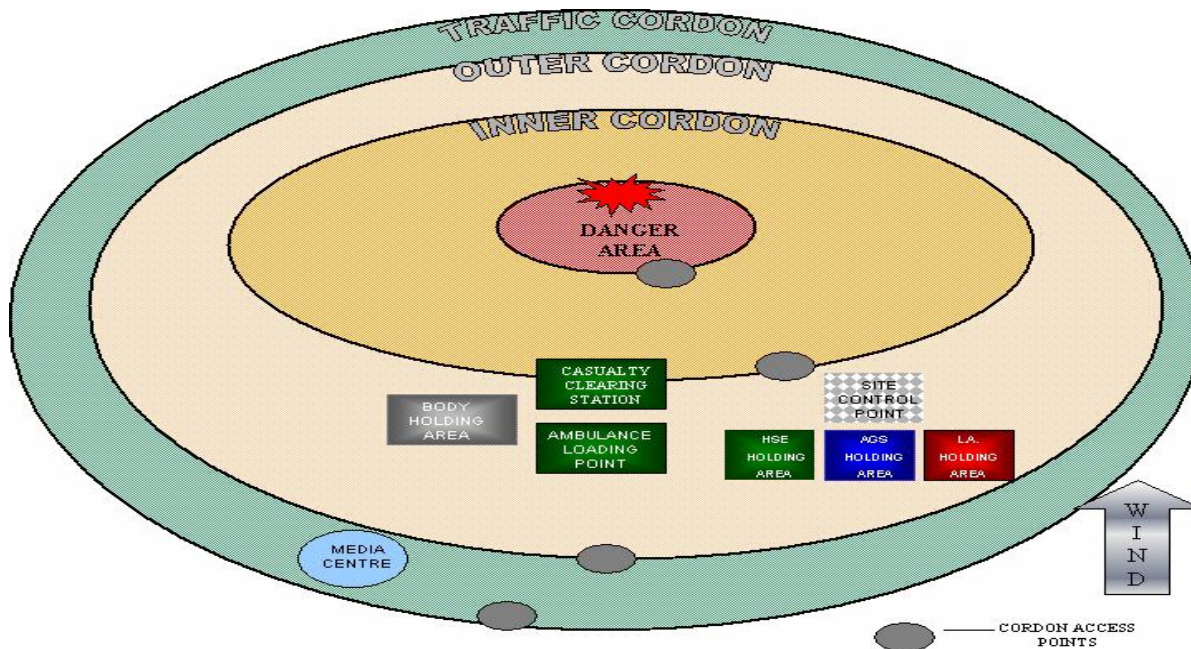 TRAFFIC CORDON
OUTER CORDON
INNER CORDON
DANGER
AREA
CASUALTY
CLEARING
STATION
BODY
HOLDING
AREA
AMBULANCE
LOADING
POINT
SITE
CONTROL
POINT
HSE
HOLDING
AREA
AGS
HOLDING
AREA
L.A.
HOLDING
AREA
MEDIA
CENTRE
WIND
CORDON ACCESS
POINTS